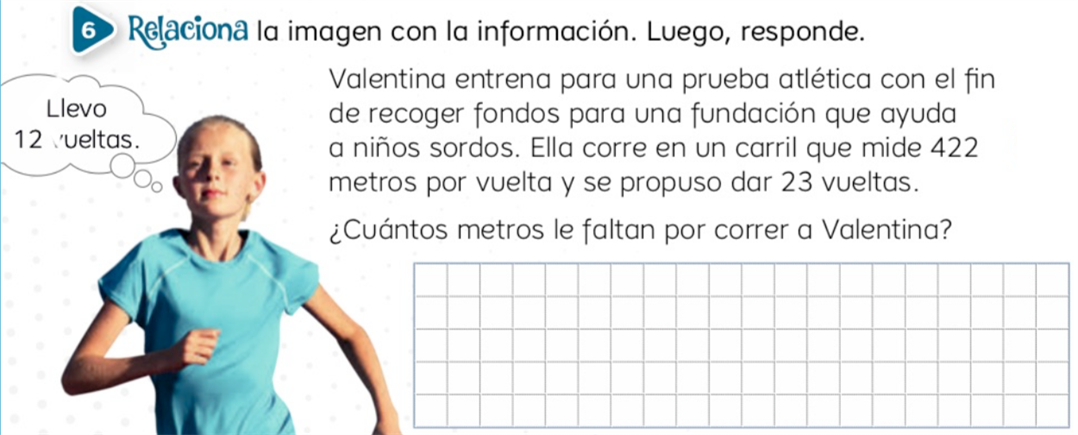 6 Relaciona la imagen con la información. Luego, responde.
Llevo
12 vueltas.
Valentina entrena para una prueba atlética con el fin
de recoger fondos para una fundación que ayuda
a niños sordos. Ella corre en un carril que mide 422
metros por vuelta y se propuso dar 23 vueltas.
¿Cuántos metros le faltan por correr a Valentina?